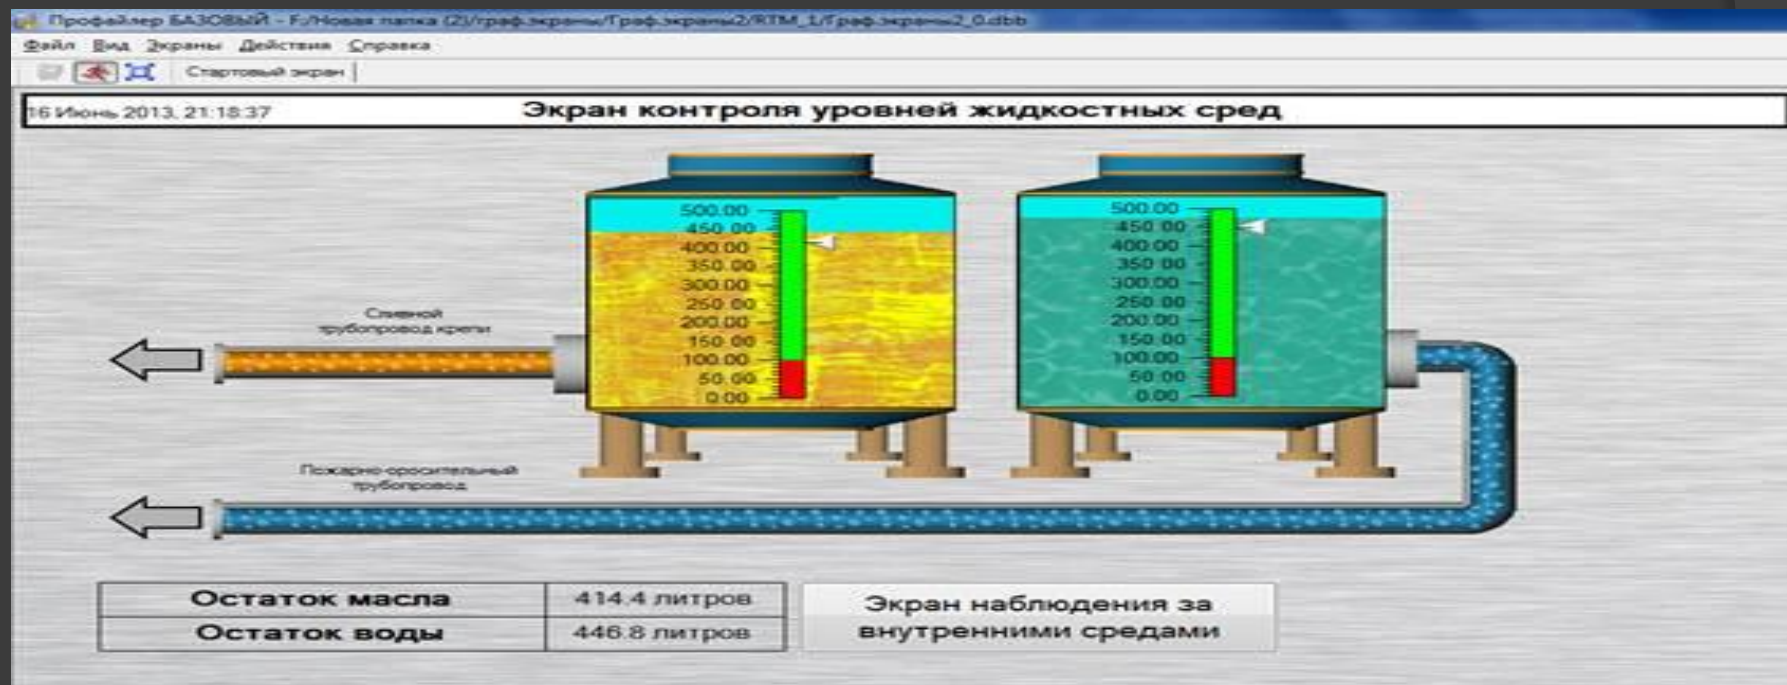 Профайлер БАЗОВЫЙ - F:/Новая папка (2)/граф.экраны/Граф.экраны2/RTM_1/Граф.экраны2_0.dbb
Файл Вид Экраны Действия Справка
Стартовый экран
16 Июнь 2013, 21:18:37
Экран контроля уровней жидкостных сред
500.00
450.00
400.00
350.00
300.00
250.00
200.00
150.00
100.00
50.00
0.00
500.00
450.00
400.00
350.00
300.00
250.00
200.00
150.00
100.00
50.00
0.00
Сливной
трубопровод крепи
Пожарно-оросительный
трубопровод
Остаток масла 414.4 литров
Остаток воды 446.8 литров
Экран наблюдения за
внутренними средами